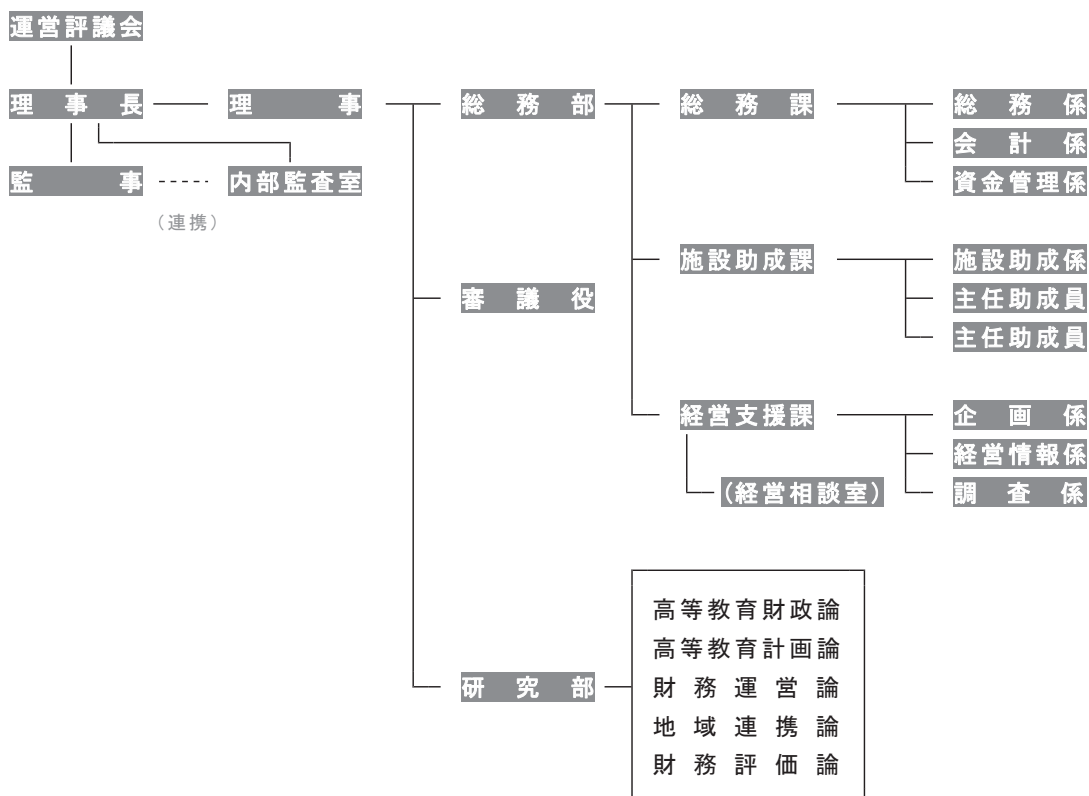 運営評議会
理事長 理事 総務部 総務課 総務係
会計係
監事 内部監査室 資金管理係
（連携）
施設助成課 施設助成係
審議役 主任助成員
主任助成員
経営支援課 企画係
経営情報係
（経営相談室） 調査係
高等教育財政論
高等教育計画論
研究部 財務運営論
地域連携論
財務評価論